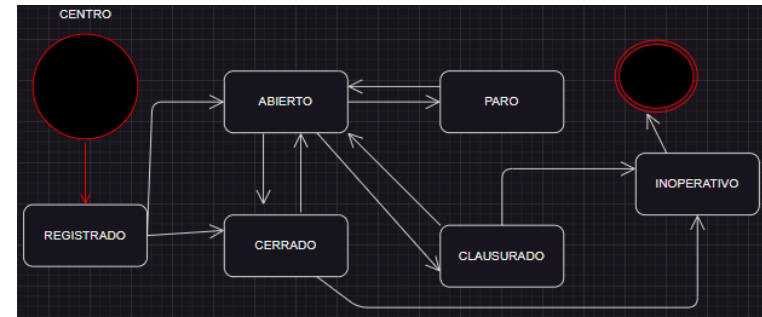 CENTRO
ABIERTO
PARO
INOPERATIVO
REGISTRADO
CERRADO
CLAUSURADO